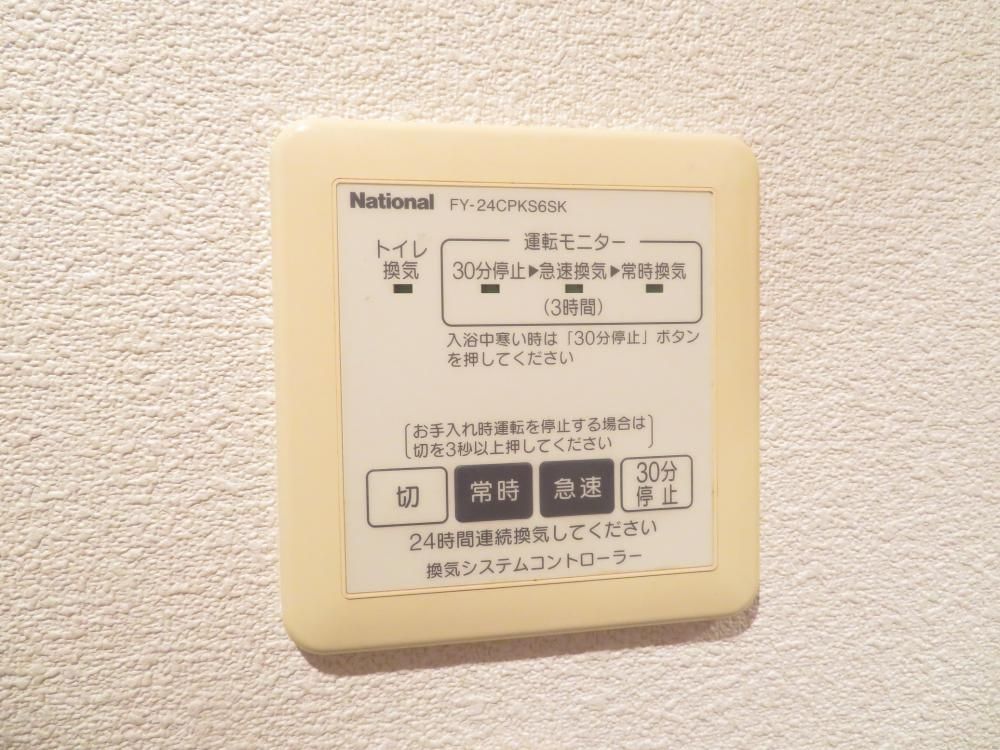 National FY-24CPKS6SK
トイレ
換気
運転モニター
30分停止▶急速換気▶常時換気
(3時間)
入浴中寒い時は「30分停止」ボタン
を押してください
お手入れ時運転を停止する場合は
切を3秒以上押してください
切 常時 急速 30分
停止
24時間連続換気してください
換気システムコントローラー